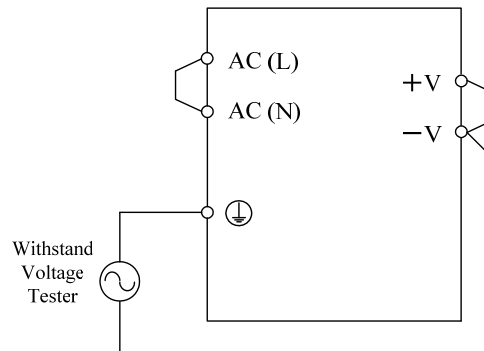 AC (L)
AC (N)
+V
−V
Withstand
Voltage
Tester